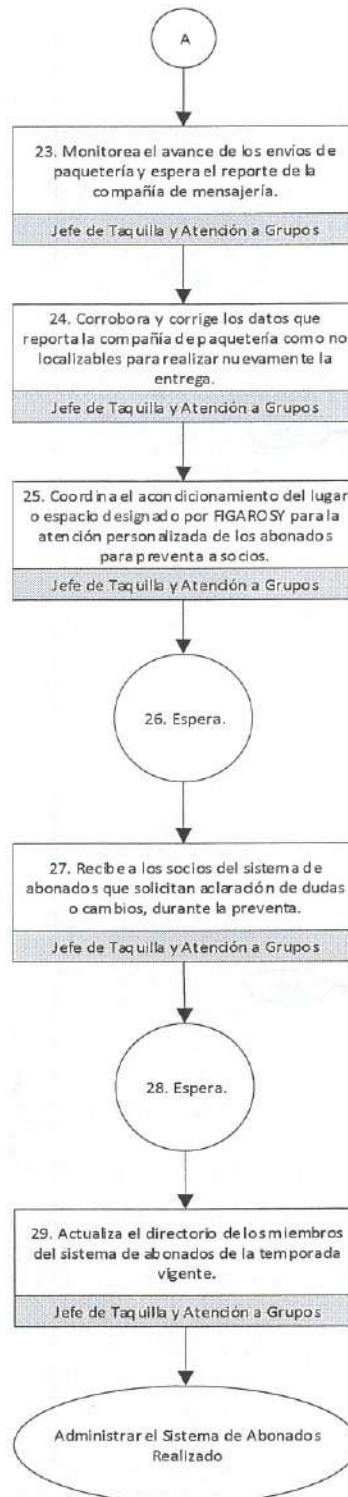 A
23. Monitorea el avance de los envíos de
paquetería y espera el reporte de la
compañía de mensajería.
Jefe de Taquilla y Atención a Grupos
24. Corrobora y corrige los datos que
reporta la compañía de paquetería como no
localizables para realizar nuevamente la
entrega.
Jefe de Taquilla y Atención a Grupos
25. Coordina el acondicionamiento del lugar
o espacio designado por FIGAROSY para la
atención personalizada de los abonados
para preventa a socios.
Jefe de Taquilla y Atención a Grupos
26. Espera.
27. Recibe a los socios del sistema de
abonados que solicitan aclaración de dudas
o cambios, durante la preventa.
Jefe de Taquilla y Atención a Grupos
28. Espera.
29. Actualiza el directorio de los miembros
del sistema de abonados de la temporada
vigente.
Jefe de Taquilla y Atención a Grupos
Administrar el Sistema de Abonados
Realizado